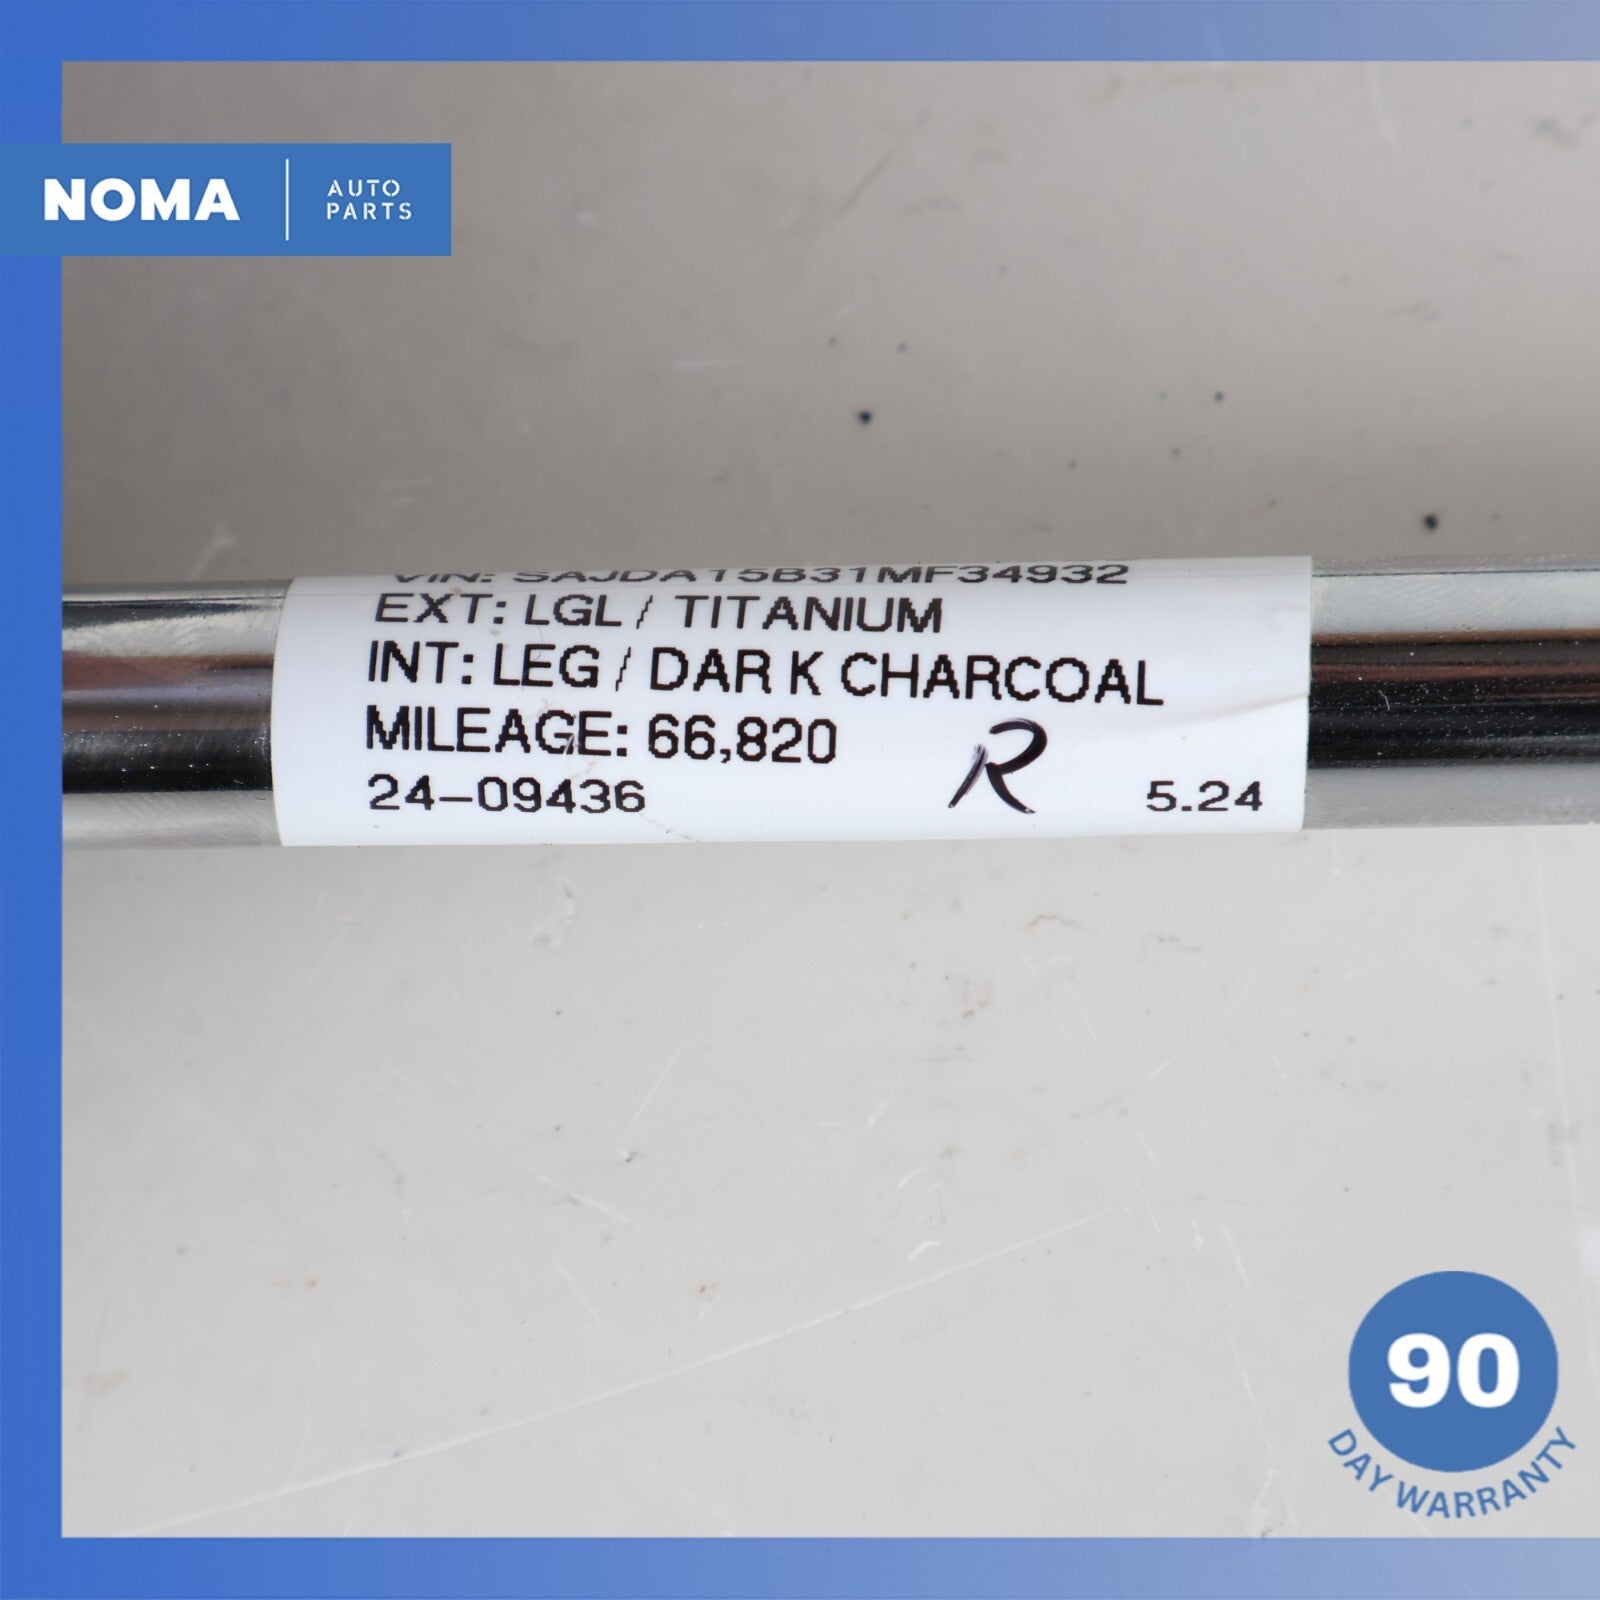 NOMA
AUTO
PARTS
VIN: SAJDA15B31MF34932
EXT: LGL / TITANIUM
INT: LEG / DARK CHARCOAL
MILEAGE: 66,820
24-09436
R
5.24
90
DAY WARRANTY